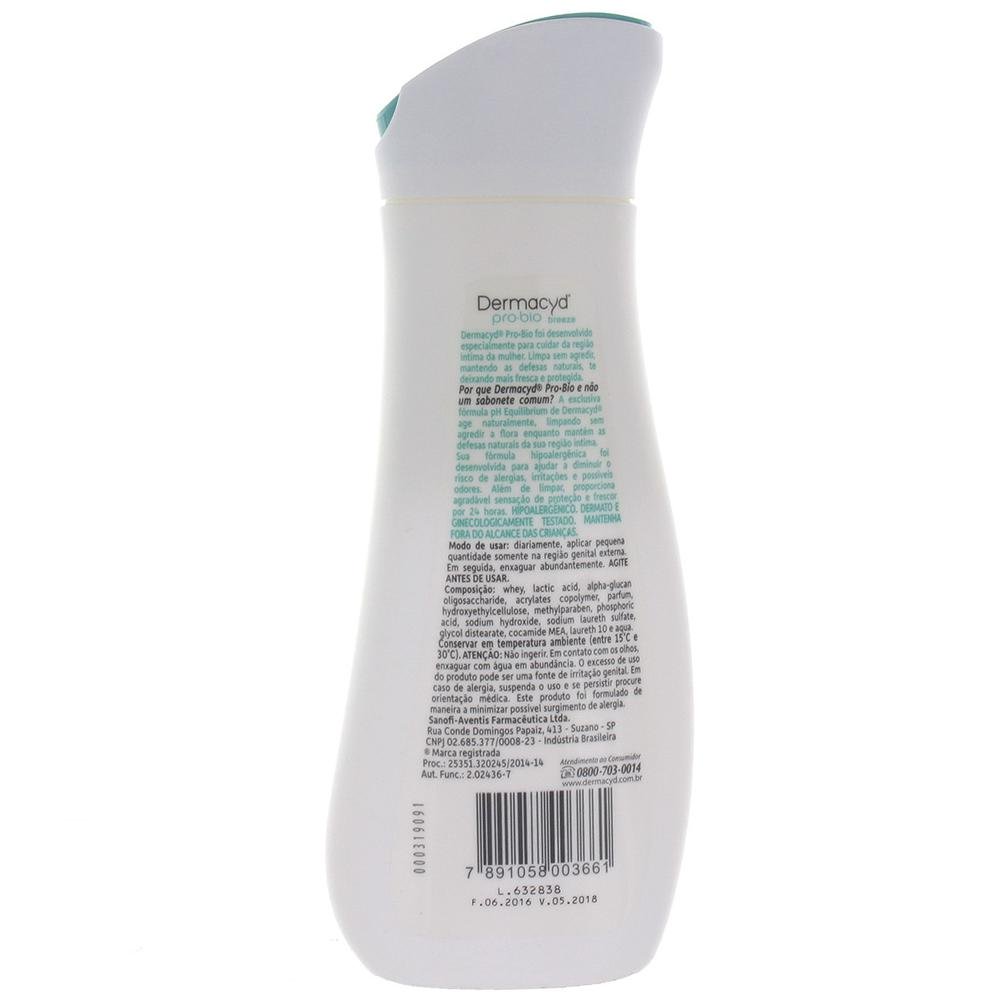 Dermacyd®
pro·bio breeze
Dermacyd® Pro•Bio foi desenvolvido
especialmente para cuidar da região
íntima da mulher. Limpa sem agredir,
mantendo as defesas naturais, te
deixando mais fresca e protegida.
Por que Dermacyd® Pro•Bio e não
um sabonete comum? A exclusiva
fórmula pH Equilibrium de Dermacyd®
age naturalmente, limpando sem
agredir a flora enquanto mantém as
defesas naturais da sua região íntima.
Sua fórmula hipoalergênica foi
desenvolvida para ajudar a diminuir o
risco de alergias, irritações e possíveis
odores. Além de limpar, proporciona
agradável sensação de proteção e frescor
por 24 horas. HIPOALERGÊNICO. DERMATO E
GINECOLOGICAMENTE TESTADO. MANTENHA
FORA DO ALCANCE DAS CRIANÇAS.
Modo de usar: diariamente, aplicar pequena
quantidade somente na região genital externa.
Em seguida, enxaguar abundantemente. AGITE
ANTES DE USAR.
Composição: whey, lactic acid, alpha-glucan
oligosaccharide, acrylates copolymer, parfum,
hydroxyethylcellulose, methylparaben, phosphoric
acid, sodium hydroxide, sodium laureth sulfate,
glycol distearate, cocamide MEA, laureth 10 e aqua.
Conservar em temperatura ambiente (entre 15°C e
30°C). ATENÇÃO: Não ingerir. Em contato com os olhos,
enxaguar com água em abundância. O excesso de uso
do produto pode ser uma fonte de irritação genital. Em
caso de alergia, suspenda o uso e se persistir procure
orientação médica. Este produto foi formulado de
maneira a minimizar possível surgimento de alergia.
Sanofi-Aventis Farmacêutica Ltda.
Rua Conde Domingos Papaiz, 413 - Suzano - SP
CNPJ 02.685.377/0008-23 - Indústria Brasileira
® Marca registrada
Proc.: 25351.320245/2014-14
Aut. Func.: 2.02436-7
Atendimento ao Consumidor
0800-703-0014
www.dermacyd.com.br
000319091
7 891058 003661
L.632838
F.06.2016 V.05.2018